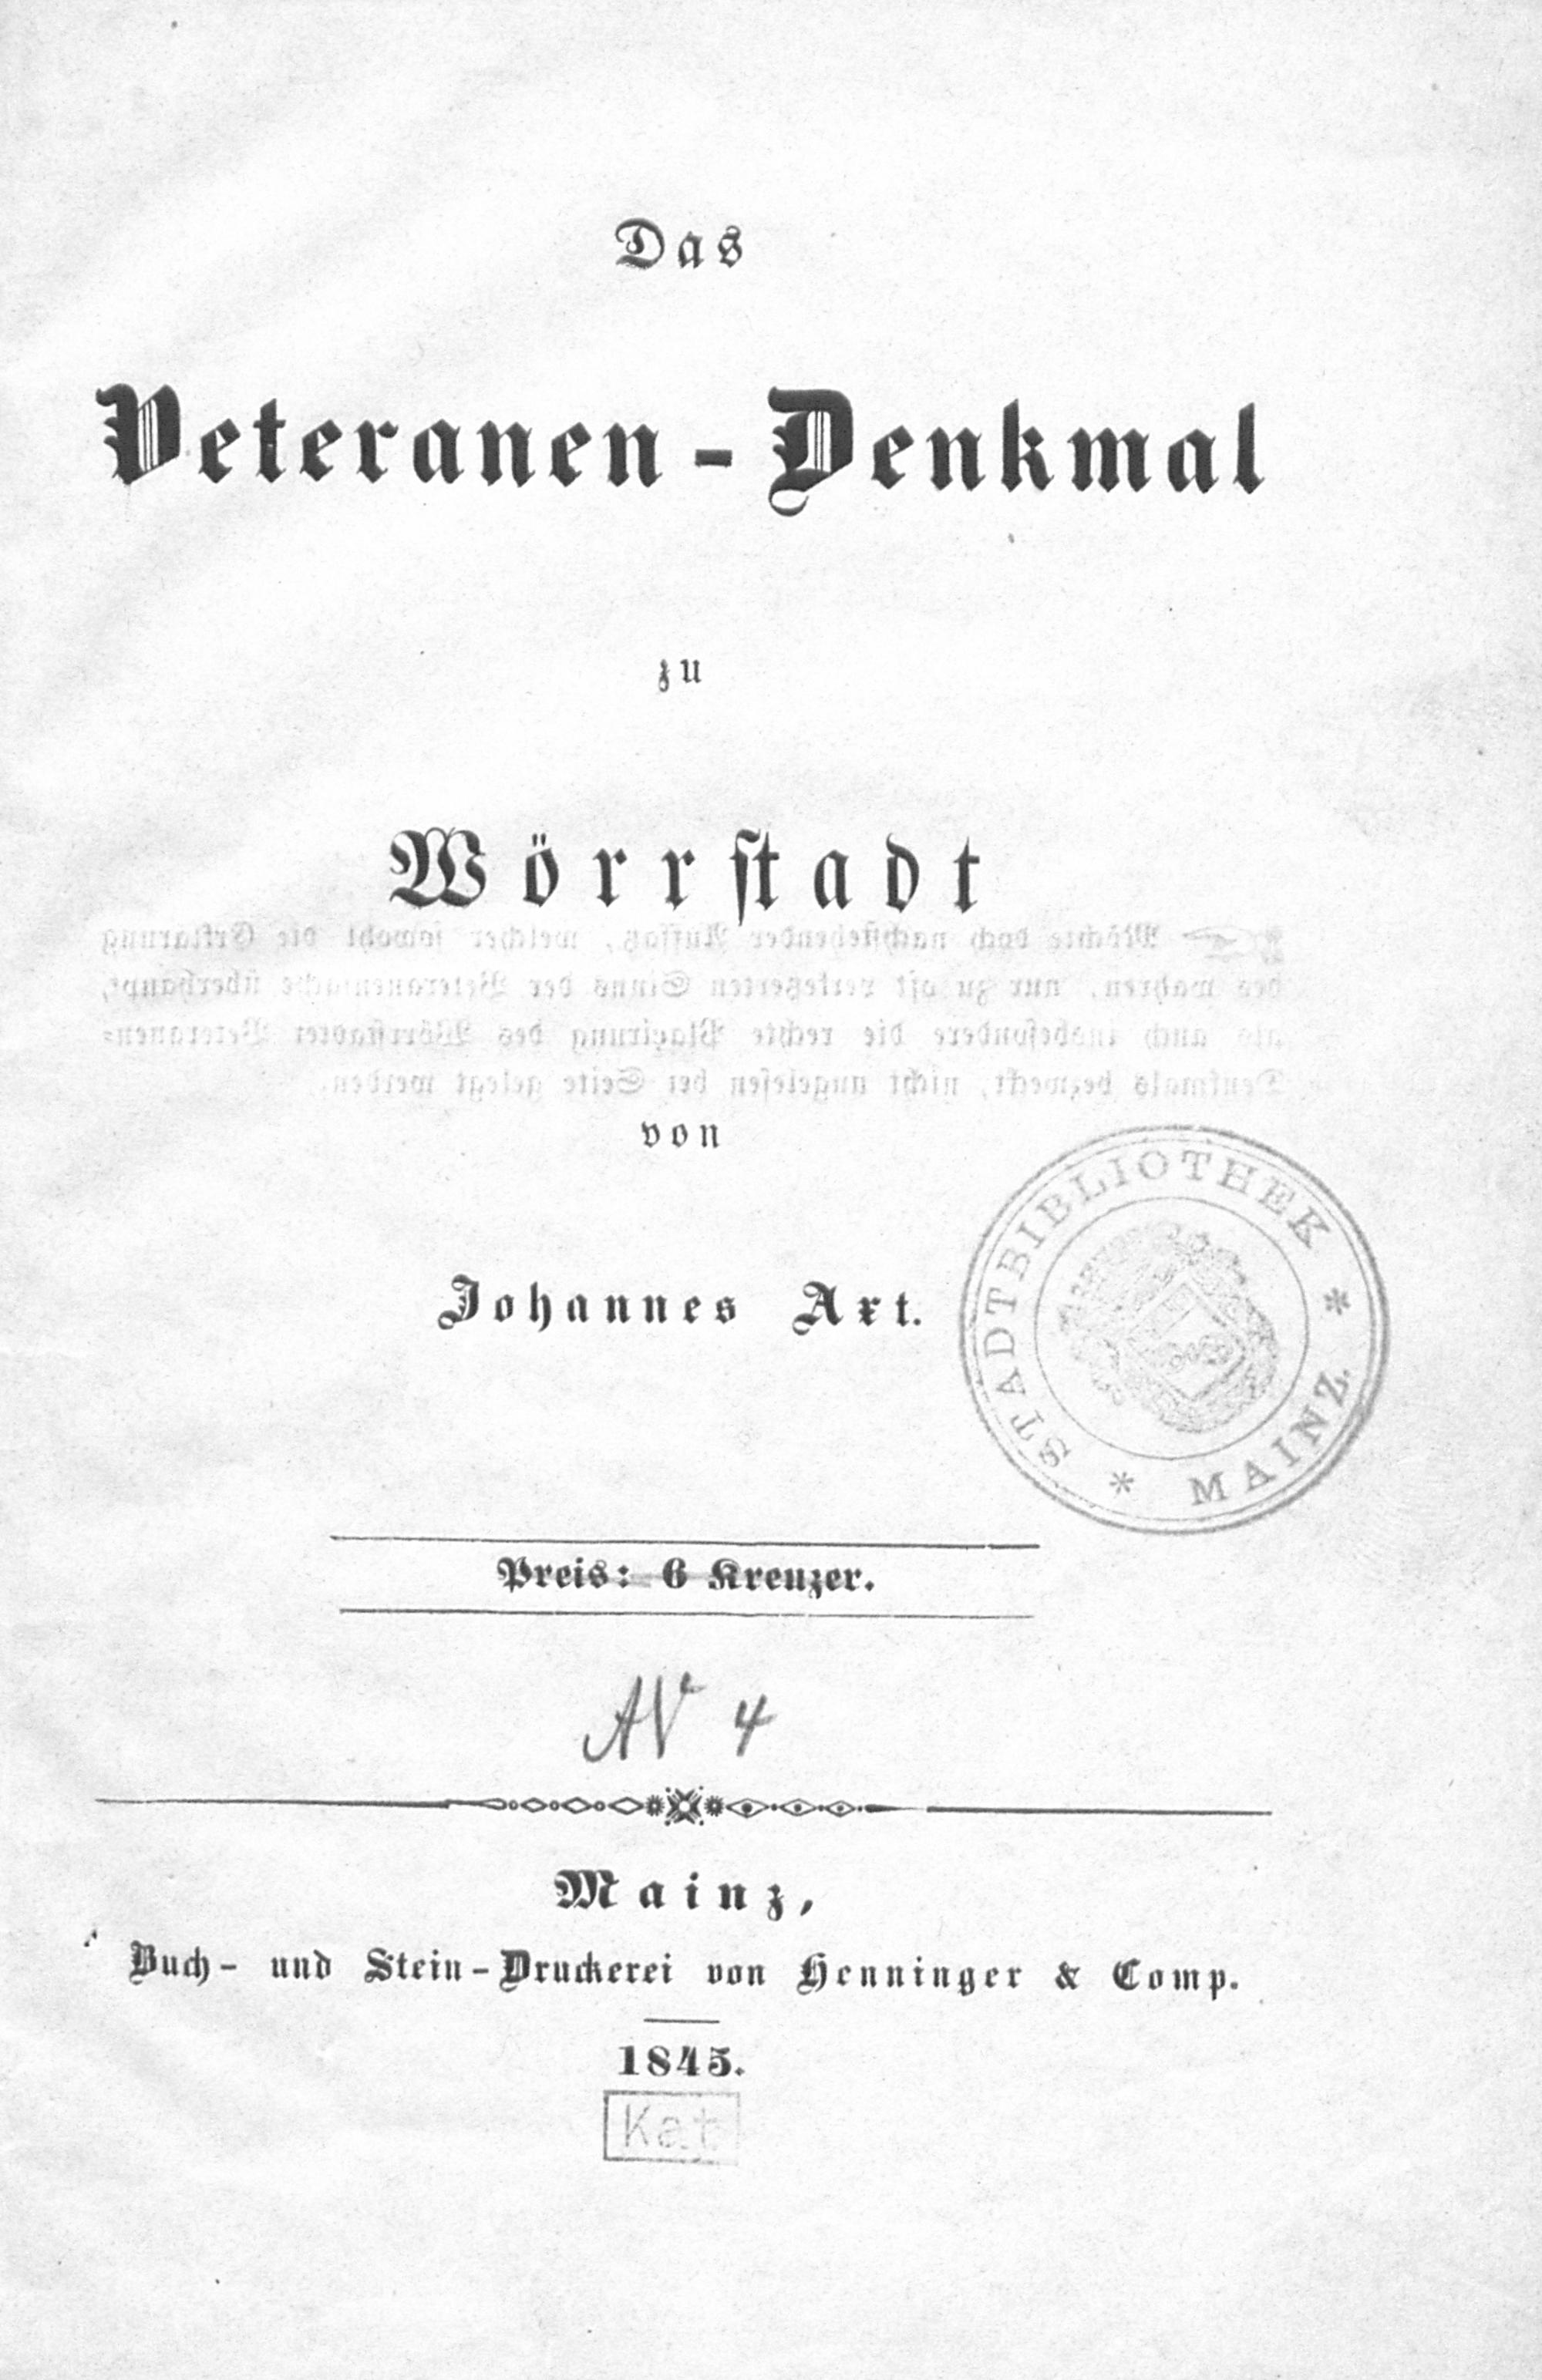 Das
Veteranen-Denkmal
zu
Wörrstadt
von
Johannes Axt.
STADTBIBLIOTHEK * MAINZ. *
Preis: 6 Kreuzer.
AV 4
Mainz,
Buch- und Stein-Druckerei von Henninger & Comp.
1845.
Kat